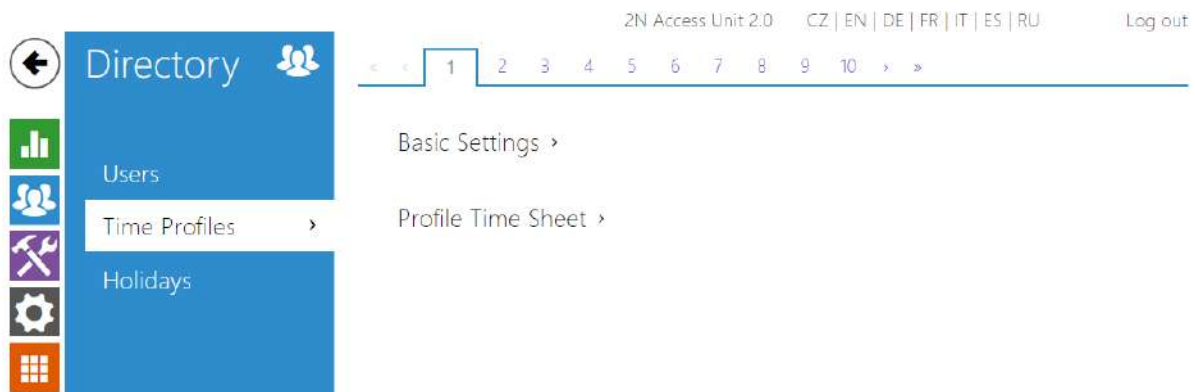 2N Access Unit 2.0 CZ | EN | DE | FR | IT | ES | RU Log out
Directory
« ‹ 1 2 3 4 5 6 7 8 9 10 › »
Basic Settings ›
Users
Time Profiles ›
Profile Time Sheet ›
Holidays